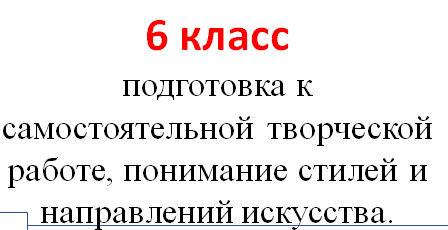 6 класс
подготовка к
самостоятельной творческой
работе, понимание стилей и
направлений искусства.